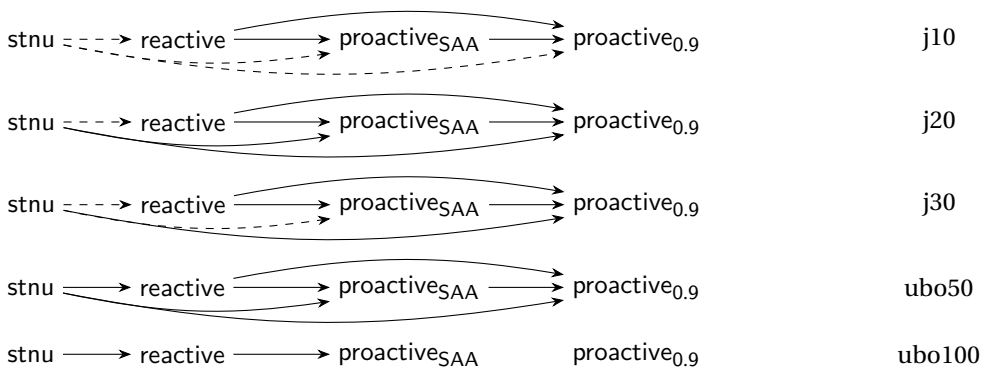 stnu reactive proactive_SAA proactive_0.9 j10
stnu reactive proactive_SAA proactive_0.9 j20
stnu reactive proactive_SAA proactive_0.9 j30
stnu reactive proactive_SAA proactive_0.9 ubo50
stnu reactive proactive_SAA proactive_0.9 ubo100